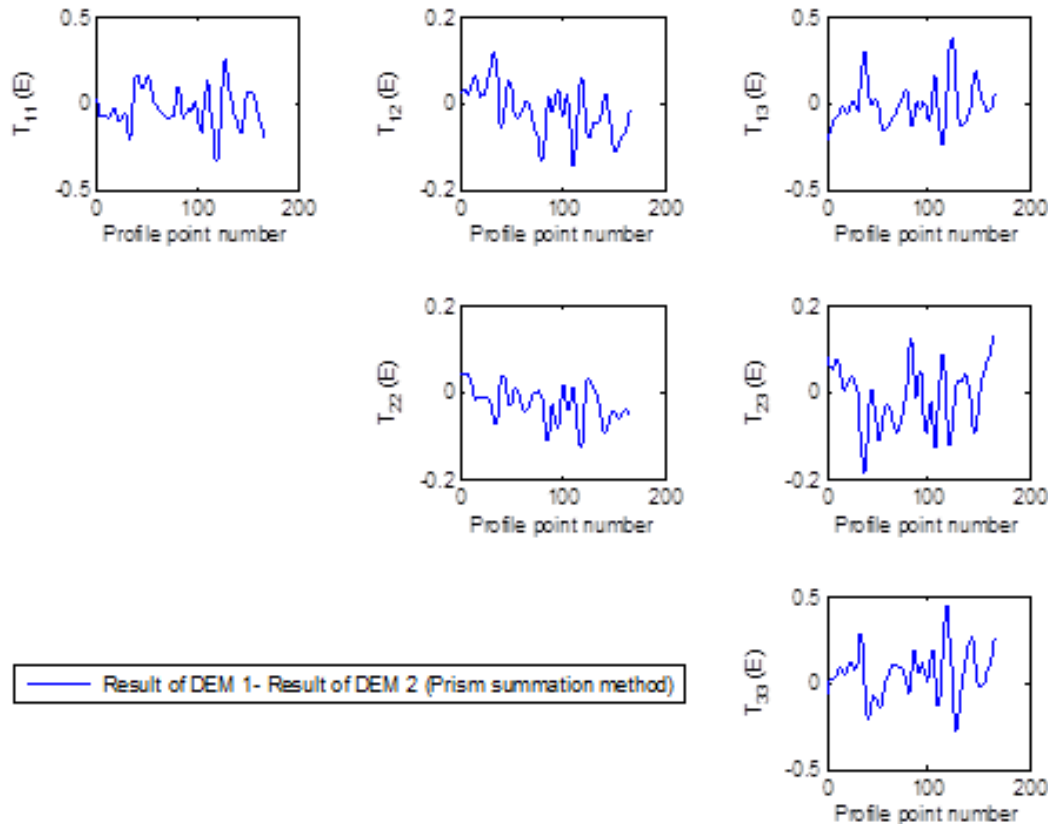 0.5
0
-0.5
0 100 200
T11 (E)
Profile point number
0.2
0
-0.2
0 100 200
T12 (E)
Profile point number
0.5
0
-0.5
0 100 200
T13 (E)
Profile point number
0.2
0
-0.2
0 100 200
T22 (E)
Profile point number
0.2
0
-0.2
0 100 200
T23 (E)
Profile point number
Result of DEM 1- Result of DEM 2 (Prism summation method)
0.5
0
-0.5
0 100 200
T33 (E)
Profile point number